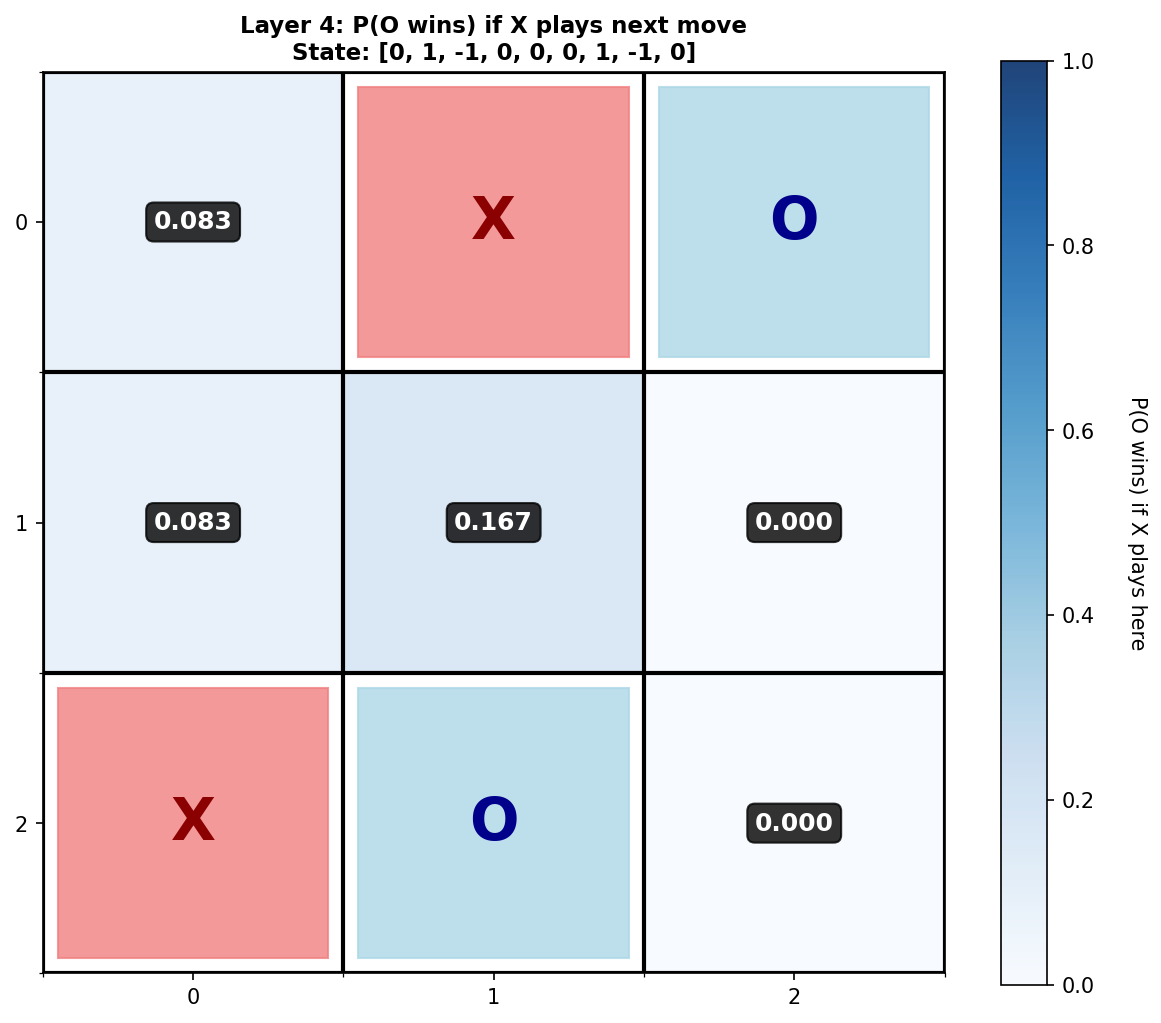 Layer 4: P(O wins) if X plays next move
State: [0, 1, -1, 0, 0, 0, 1, -1, 0]
0.083
X
O
0.083
0.167
0.000
X
O
0.000
0
1
2
0
1
2
1.0
0.8
0.6
0.4
0.2
0.0
P(O wins) if X plays here